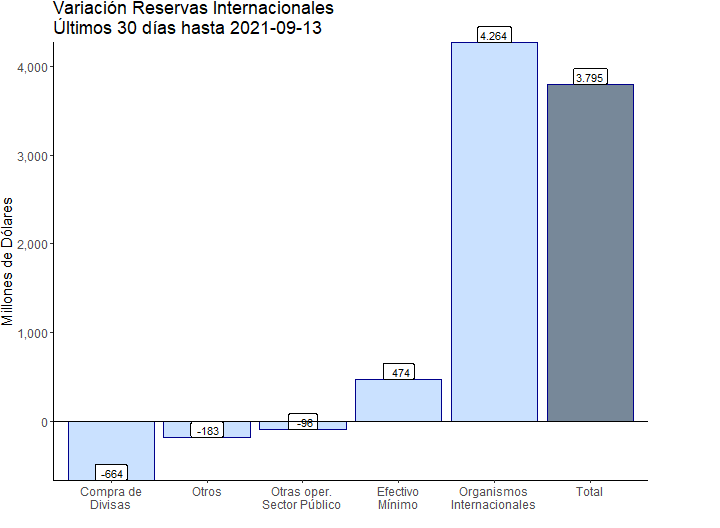 Variación Reservas Internacionales
Últimos 30 días hasta 2021-09-13
Millones de Dólares
4,000
3,000
2,000
1,000
0
-664
-183
-96
474
4.264
3.795
Compra de
Divisas
Otros
Otras oper.
Sector Público
Efectivo
Mínimo
Organismos
Internacionales
Total